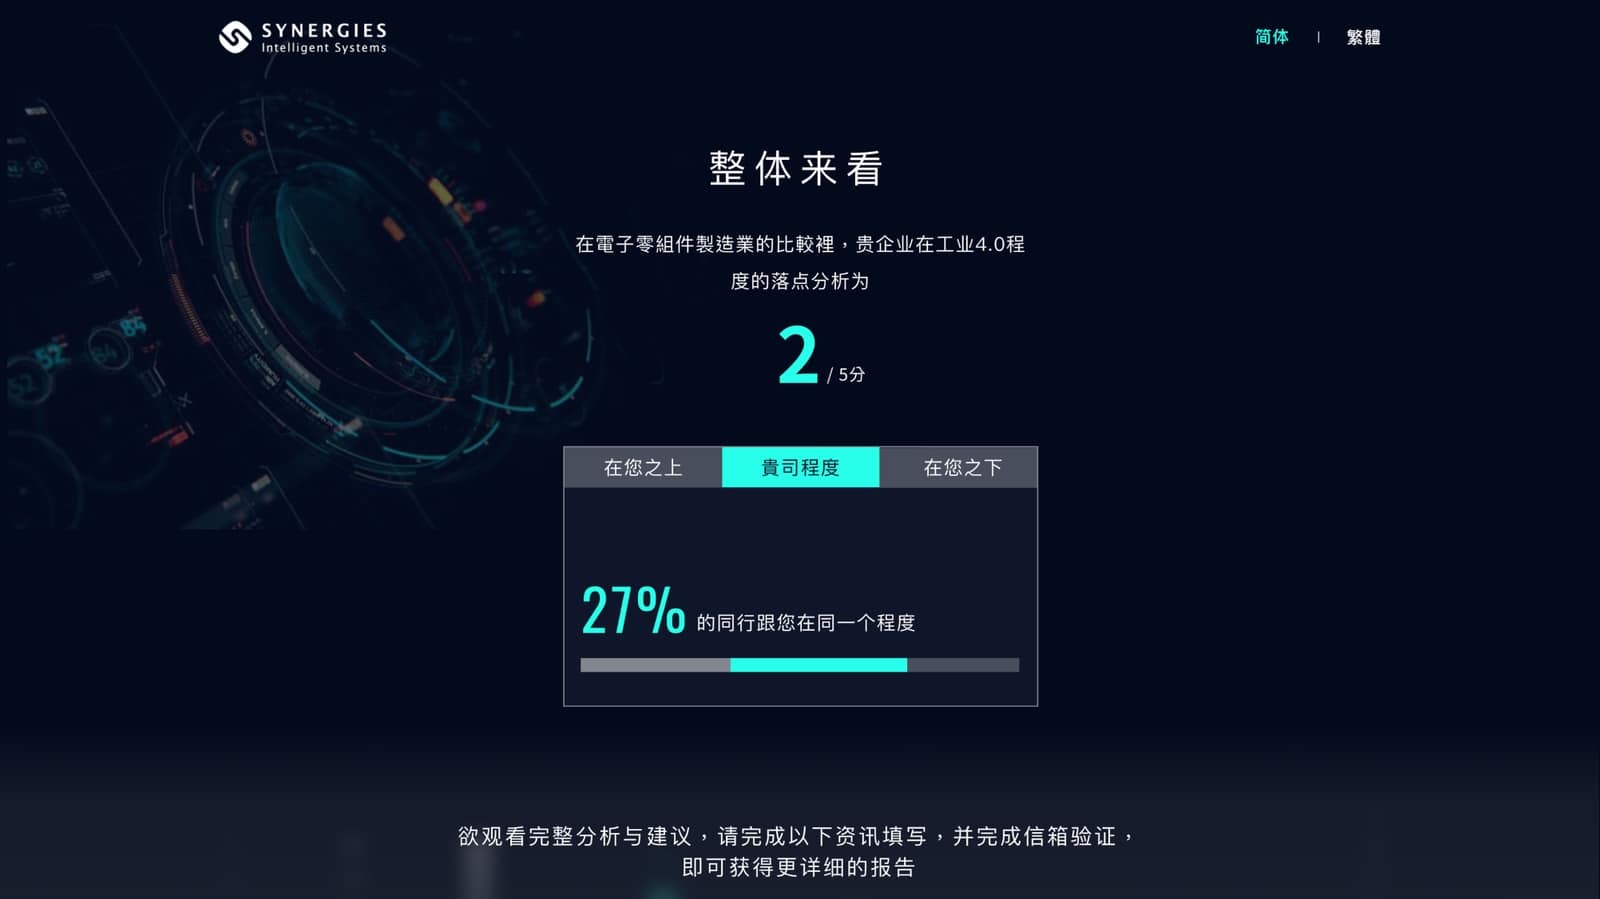 SYNERGIES
Intelligent Systems
简体 | 繁體
整体来看
在電子零組件製造業的比較裡，贵企业在工业4.0程
度的落点分析为
2 / 5分
在您之上 貴司程度 在您之下
27% 的同行跟您在同一个程度
欲观看完整分析与建议，请完成以下资讯填写，并完成信箱验证，
即可获得更详细的报告
52
84
84
52